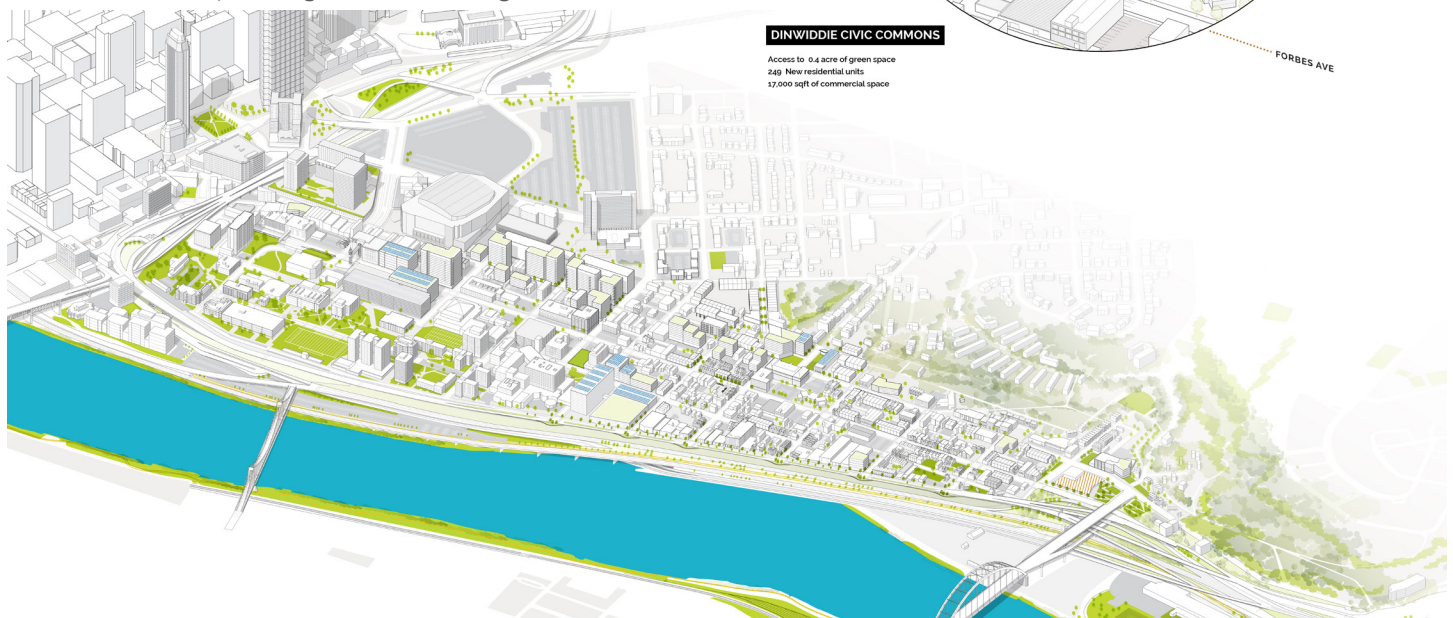 DINWIDDIE CIVIC COMMONS
Access to 0.4 acre of green space
249 New residential units
17,000 sqft of commercial space
FORBES AVE